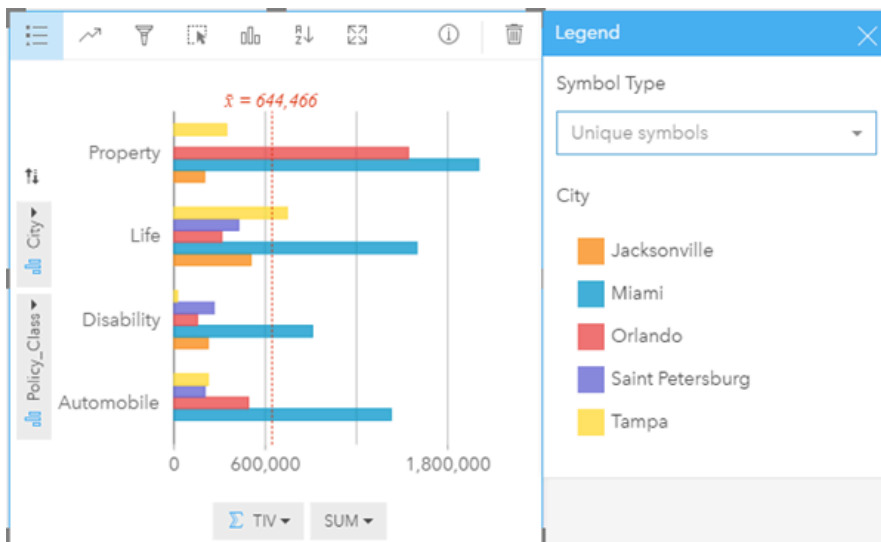 Legend
Symbol Type
Unique symbols
City
Jacksonville
Miami
Orlando
Saint Petersburg
Tampa
x̄ = 644,466
Property
Life
Disability
Automobile
City
Policy_Class
0
600,000
1,800,000
Σ TIV
SUM
A
Z